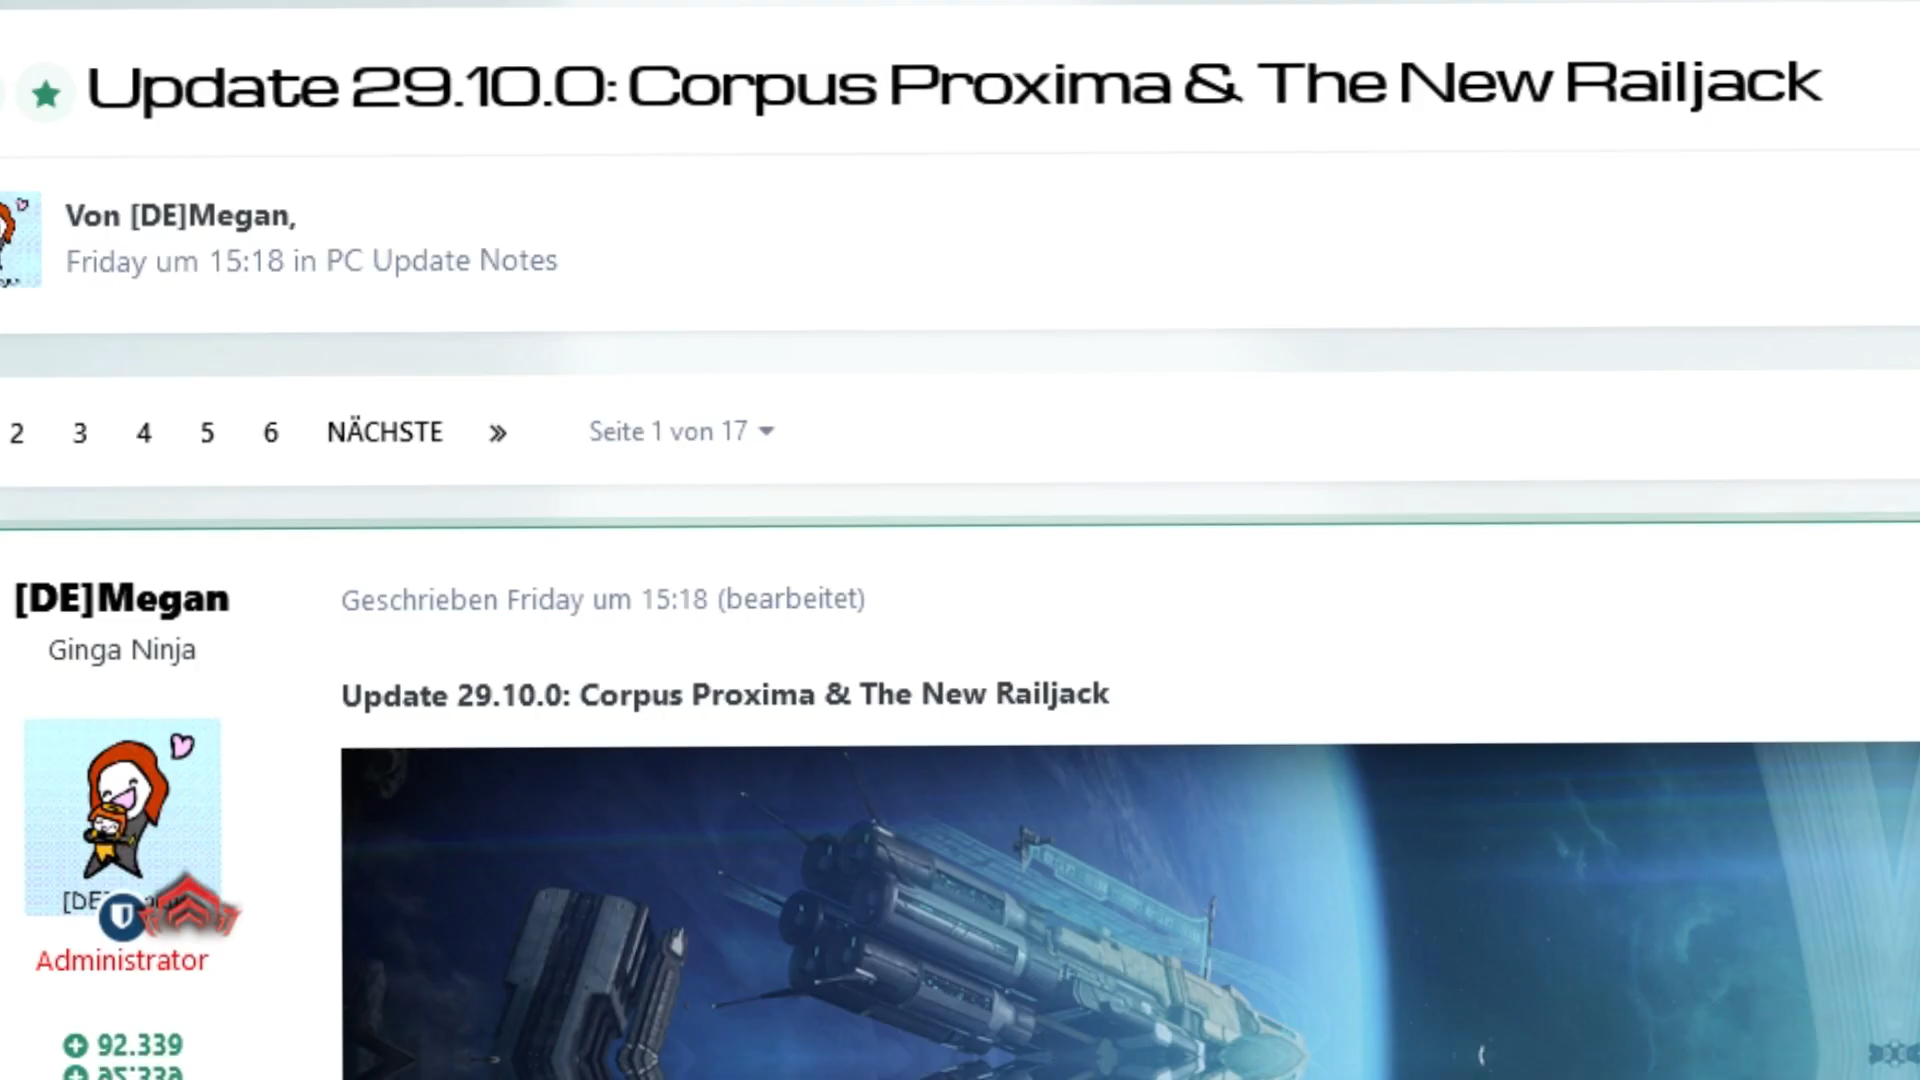 Update 29.10.0: Corpus Proxima & The New Railjack
Von [DE]Megan,
Friday um 15:18 in PC Update Notes
2 3 4 5 6 NÄCHSTE » Seite 1 von 17
[DE]Megan
Ginga Ninja
Geschrieben Friday um 15:18 (bearbeitet)
Update 29.10.0: Corpus Proxima & The New Railjack
[DE]
Administrator
92.339